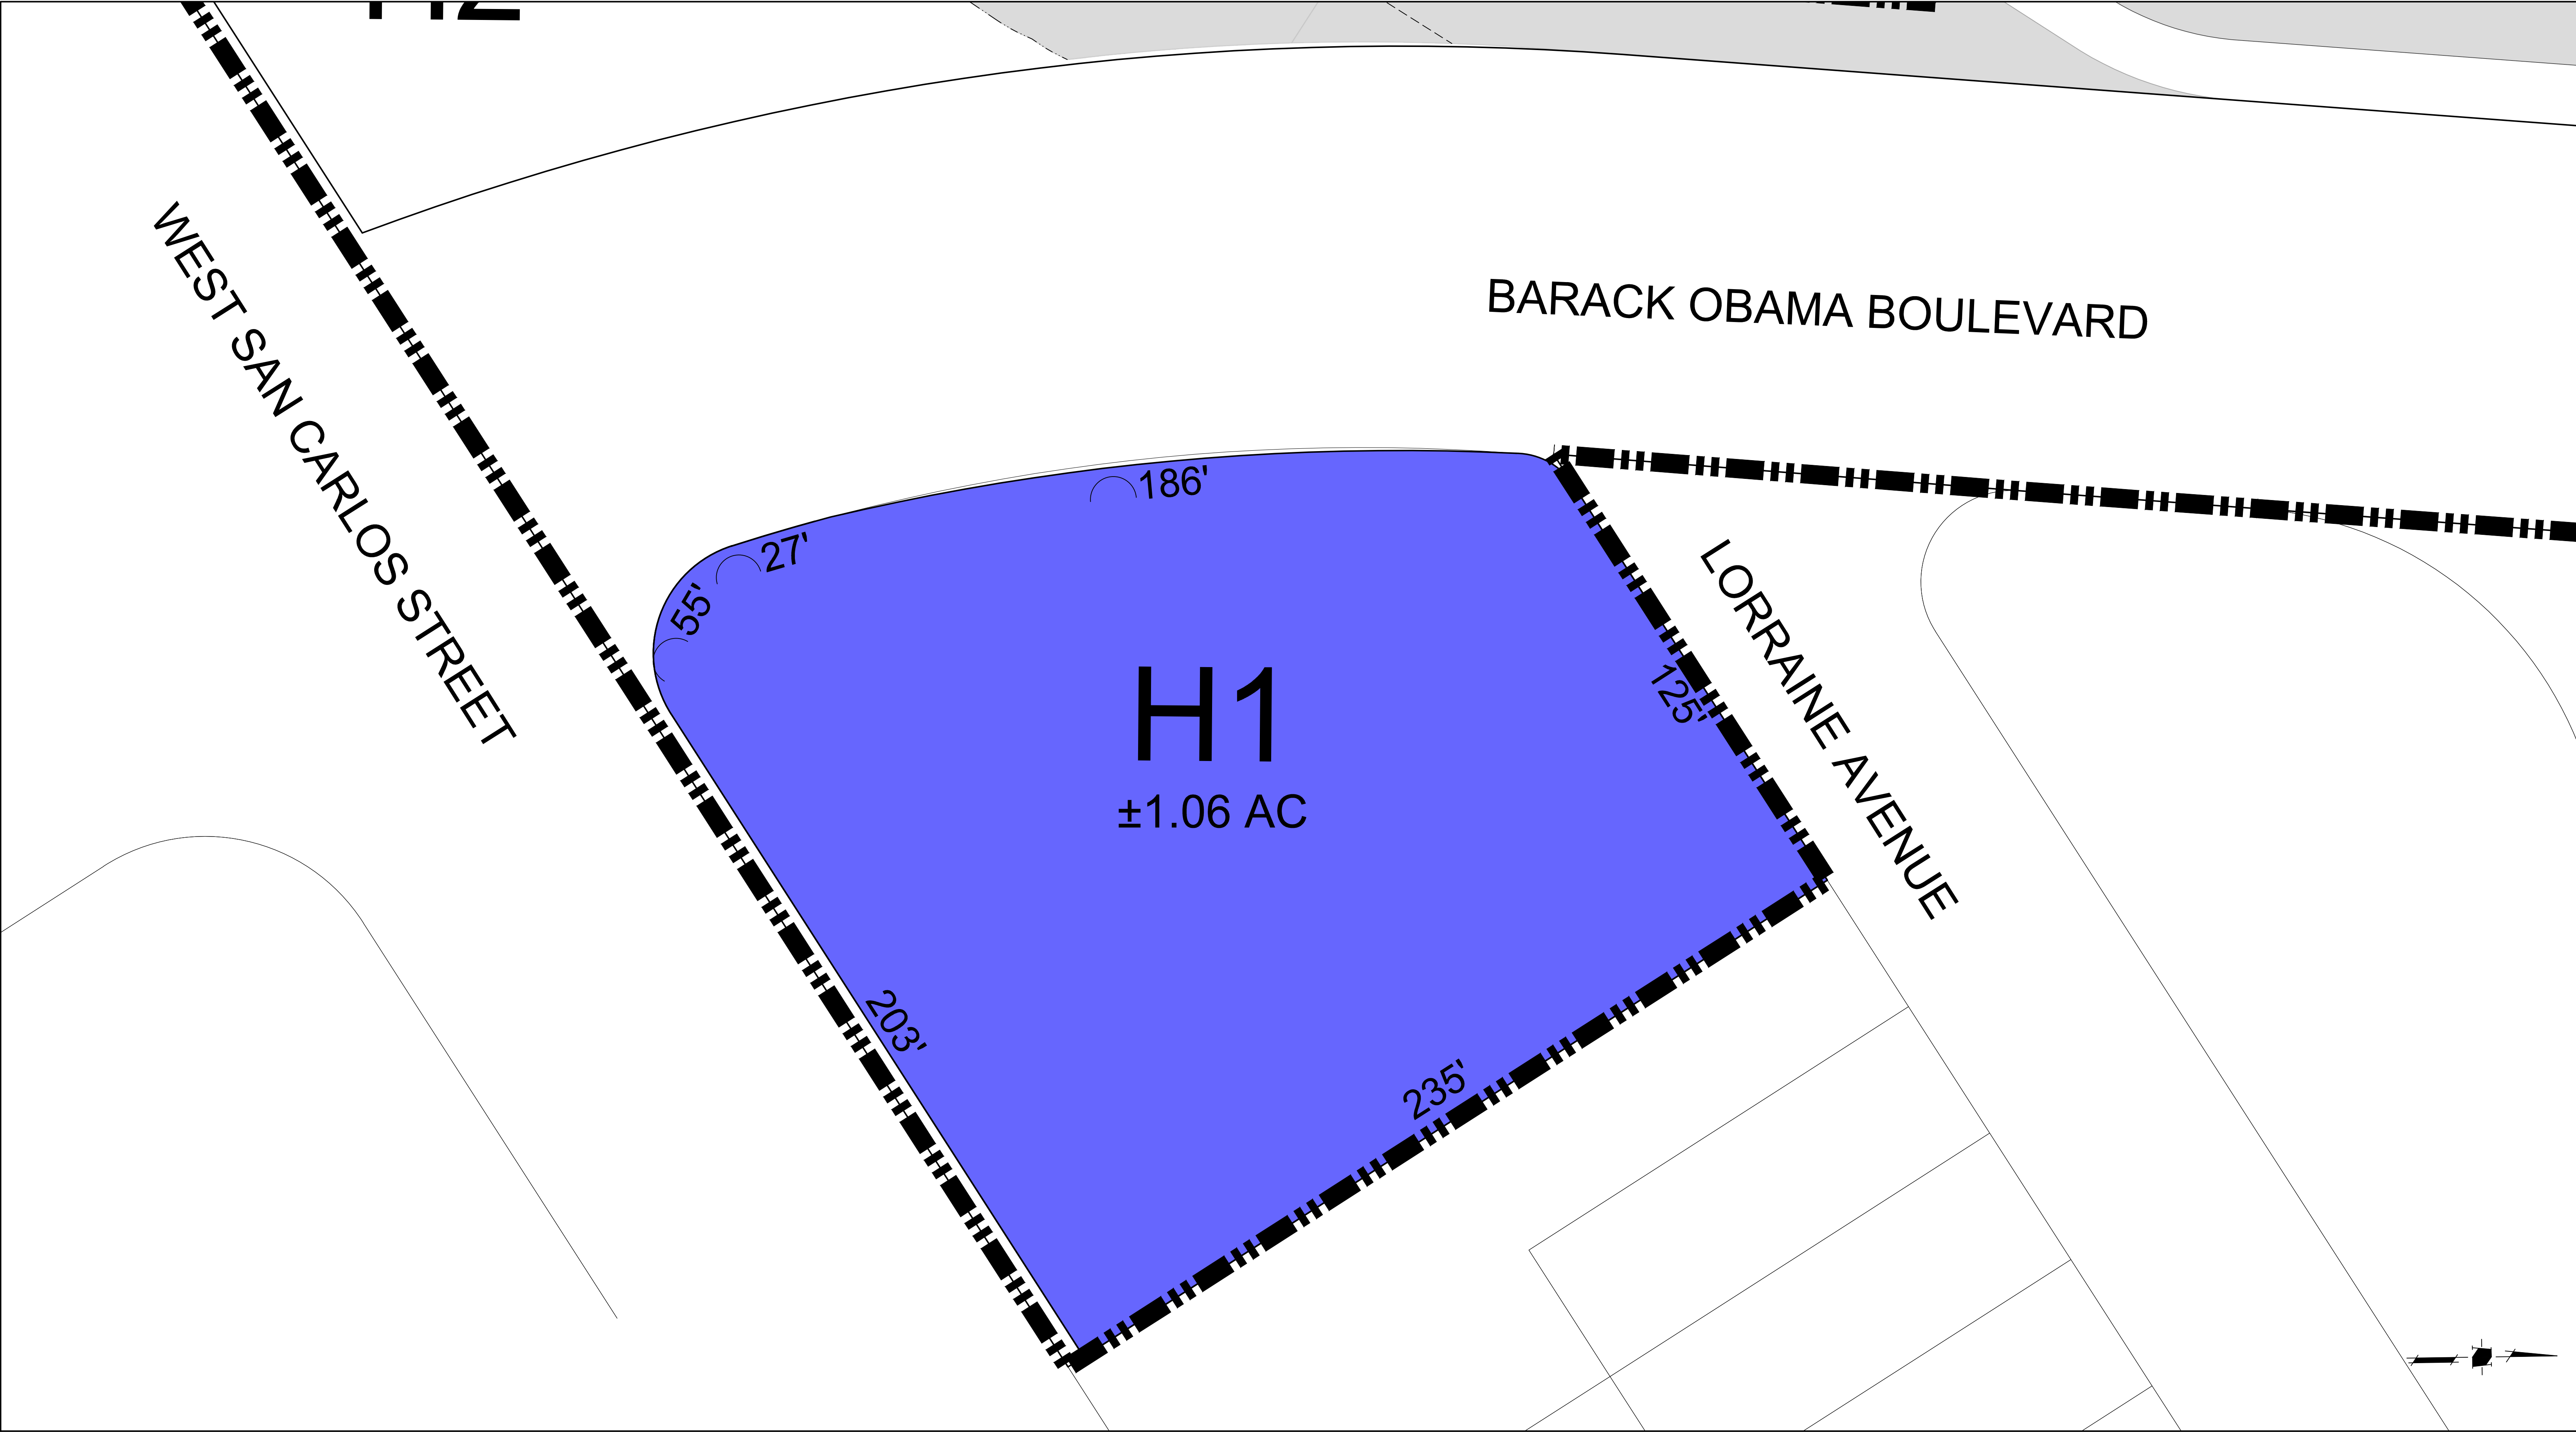 WEST SAN CARLOS STREET
BARACK OBAMA BOULEVARD
186'
27'
55'
LORRAINE AVENUE
125'
H1
±1.06 AC
203'
235'